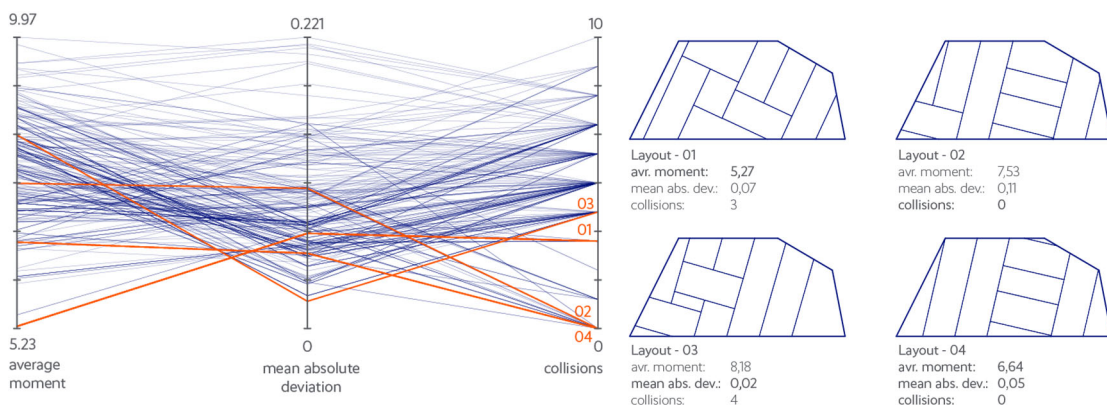 9.97
0.221
10
03
01
02
04
5.23
0
0
average
moment
mean absolute
deviation
collisions
Layout - 01
avr. moment: 5,27
mean abs. dev.: 0,07
collisions: 3
Layout - 02
avr. moment: 7,53
mean abs. dev.: 0,11
collisions: 0
Layout - 03
avr. moment: 8,18
mean abs. dev.: 0,02
collisions: 4
Layout - 04
avr. moment: 6,64
mean abs. dev.: 0,05
collisions: 0